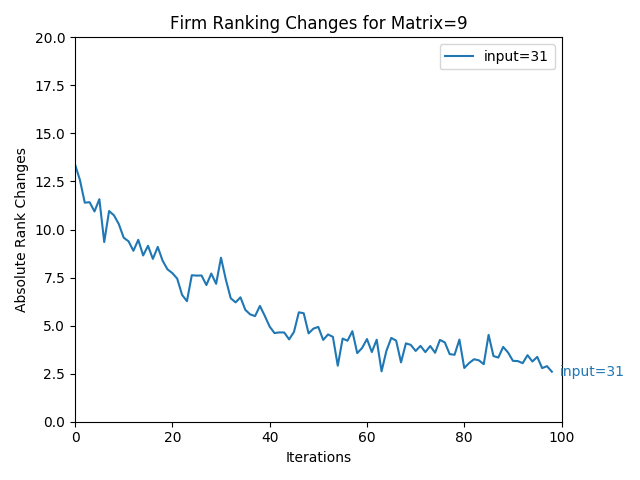 Firm Ranking Changes for Matrix=9
input=31
Absolute Rank Changes
20.0
17.5
15.0
12.5
10.0
7.5
5.0
2.5
0.0
input=31
0 20 40 60 80 100
Iterations